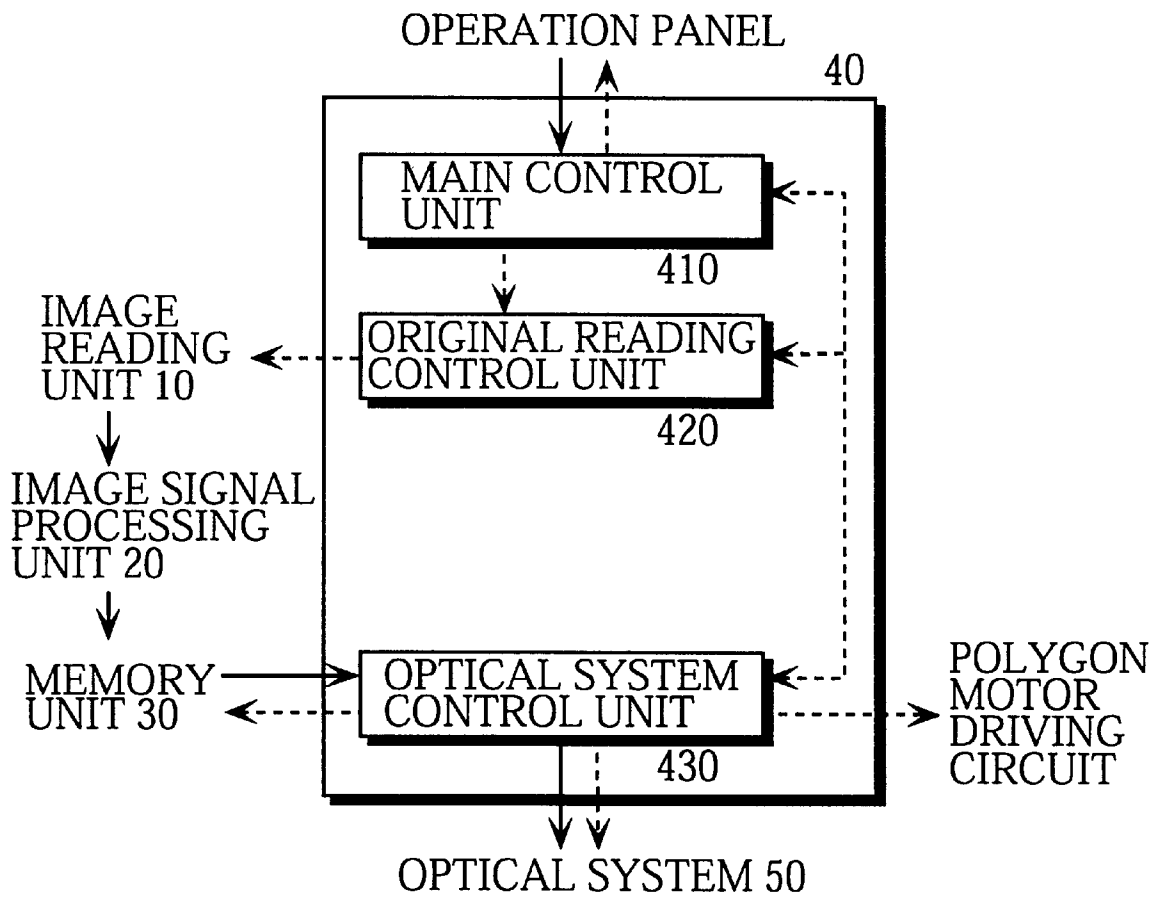 OPERATION PANEL
40
MAIN CONTROL
UNIT
410
IMAGE
READING
UNIT 10
ORIGINAL READING
CONTROL UNIT
420
IMAGE SIGNAL
PROCESSING
UNIT 20
MEMORY
UNIT 30
OPTICAL SYSTEM
CONTROL UNIT
430
POLYGON
MOTOR
DRIVING
CIRCUIT
OPTICAL SYSTEM 50